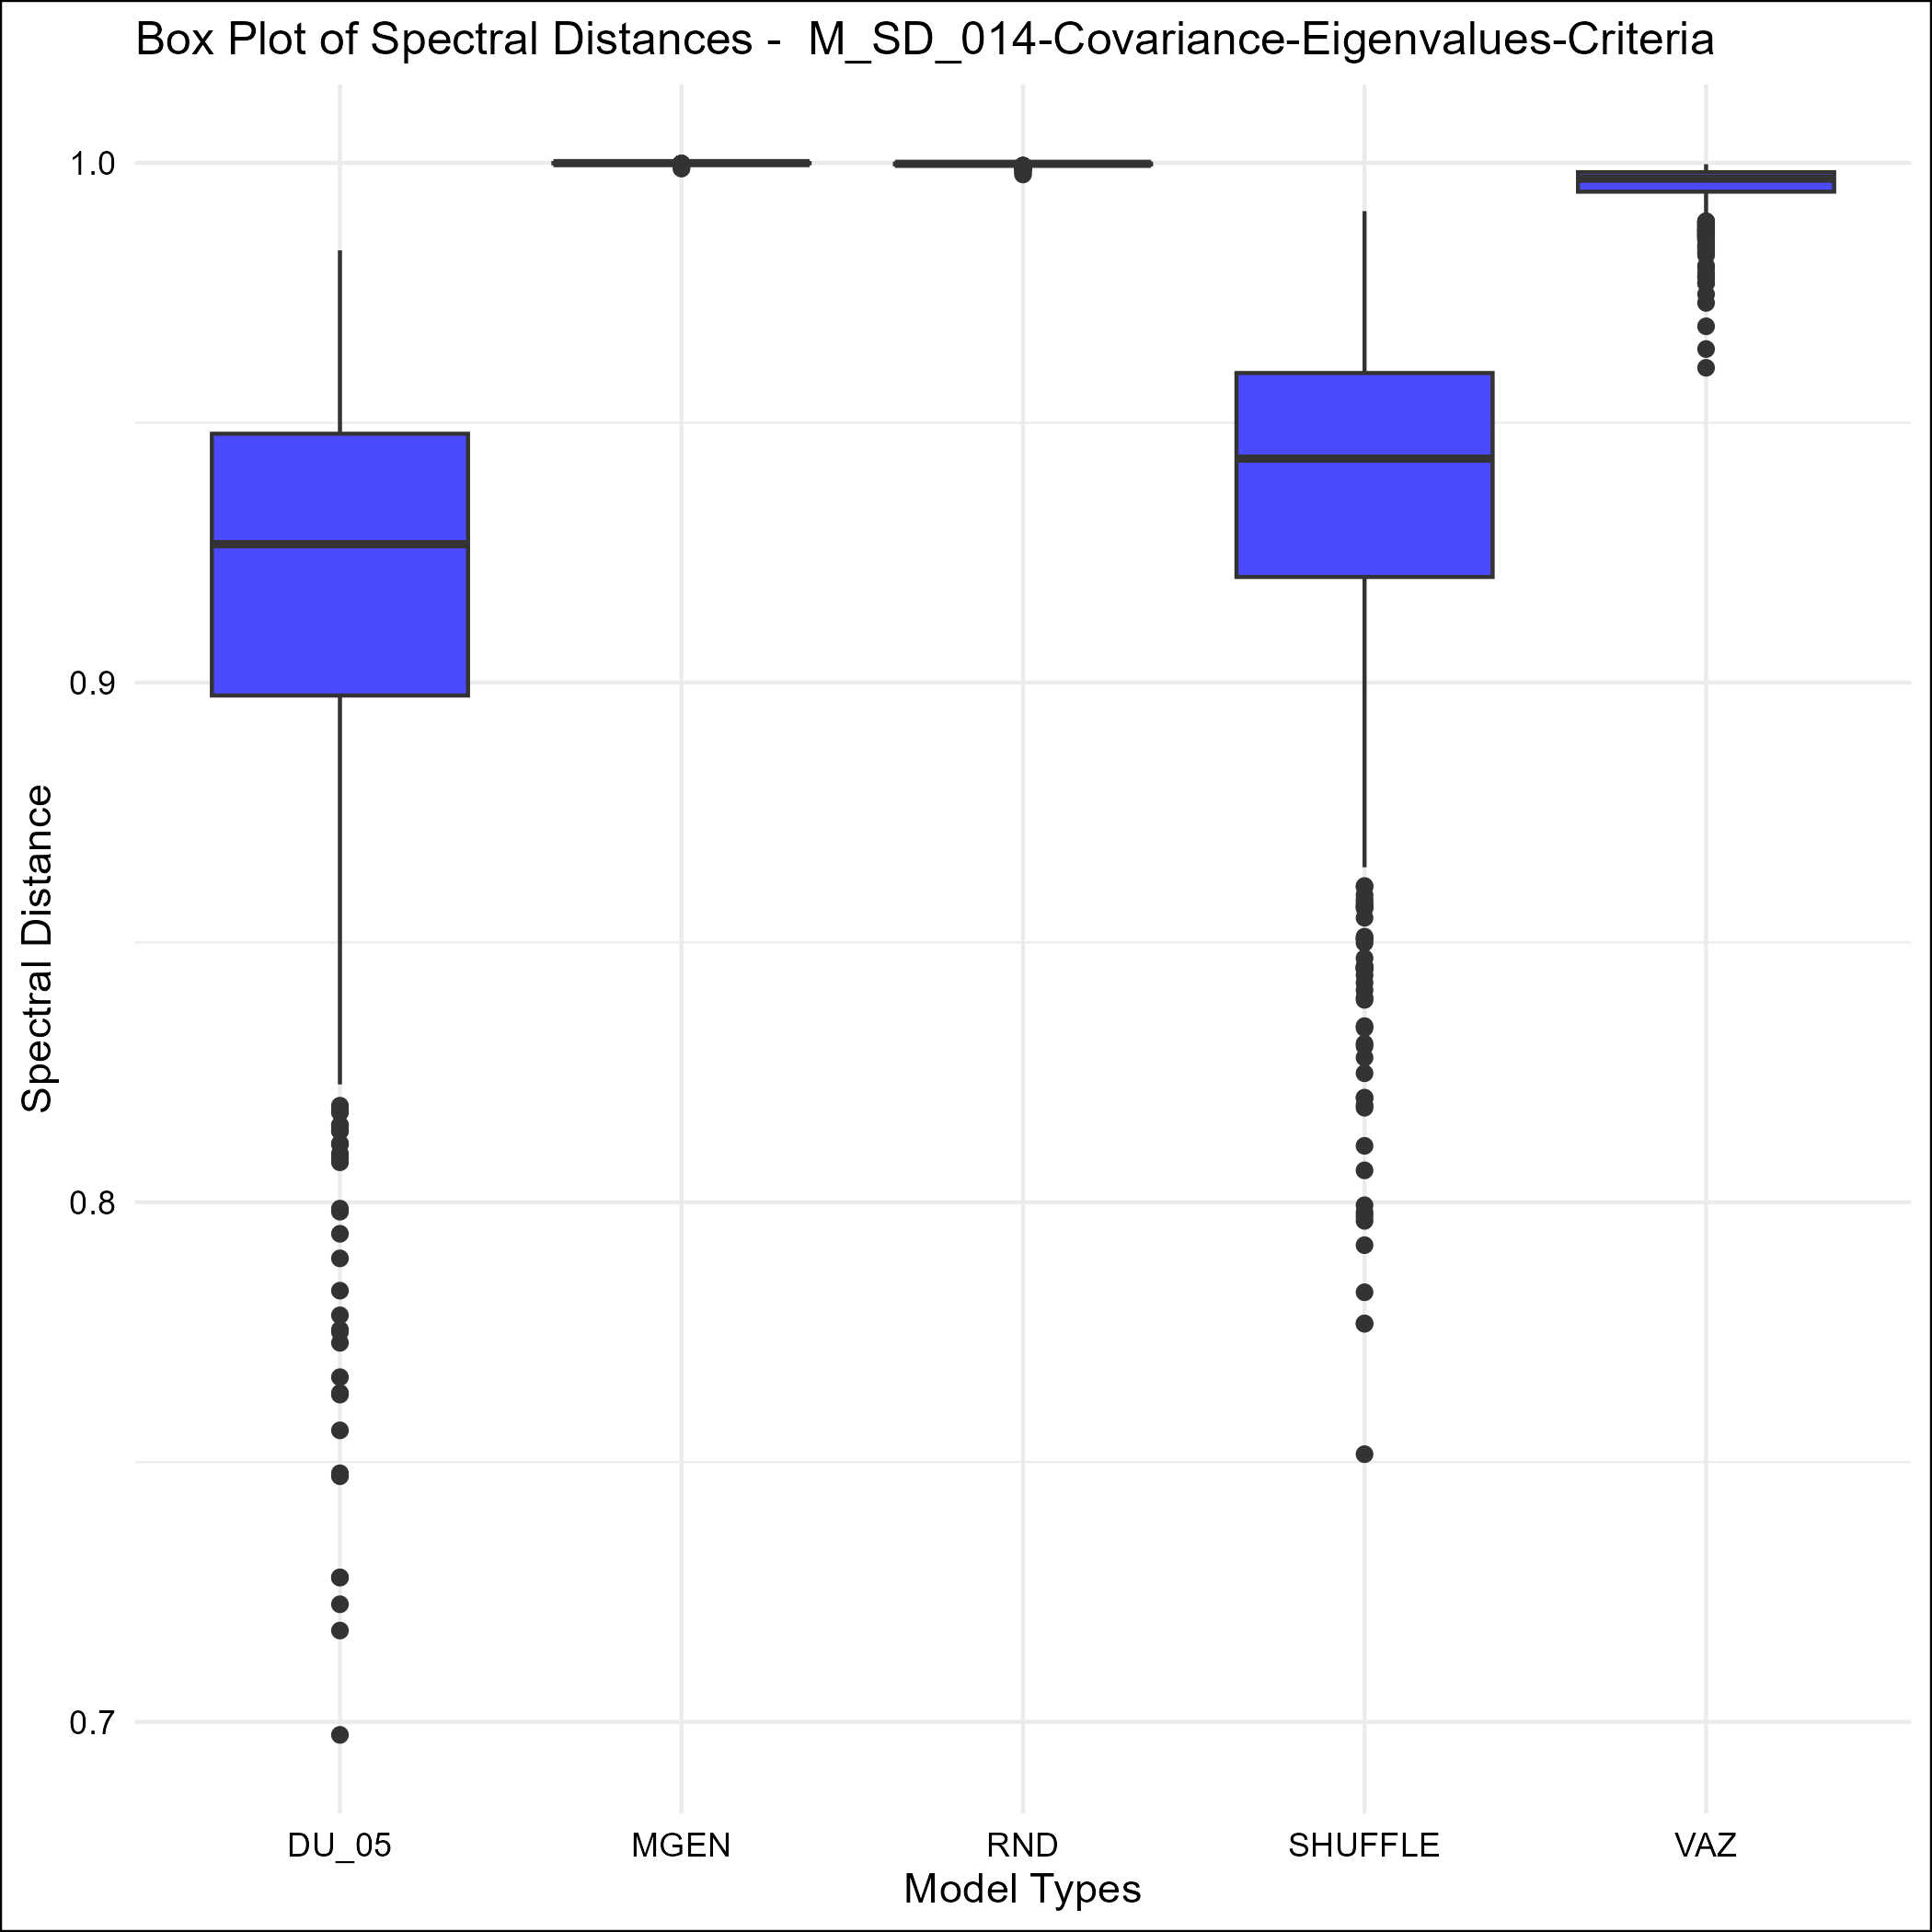 Box Plot of Spectral Distances -  M_SD_014-Covariance-Eigenvalues-Criteria
1.0
0.9
0.8
0.7
Spectral Distance
DU_05 MGEN RND SHUFFLE VAZ
Model Types